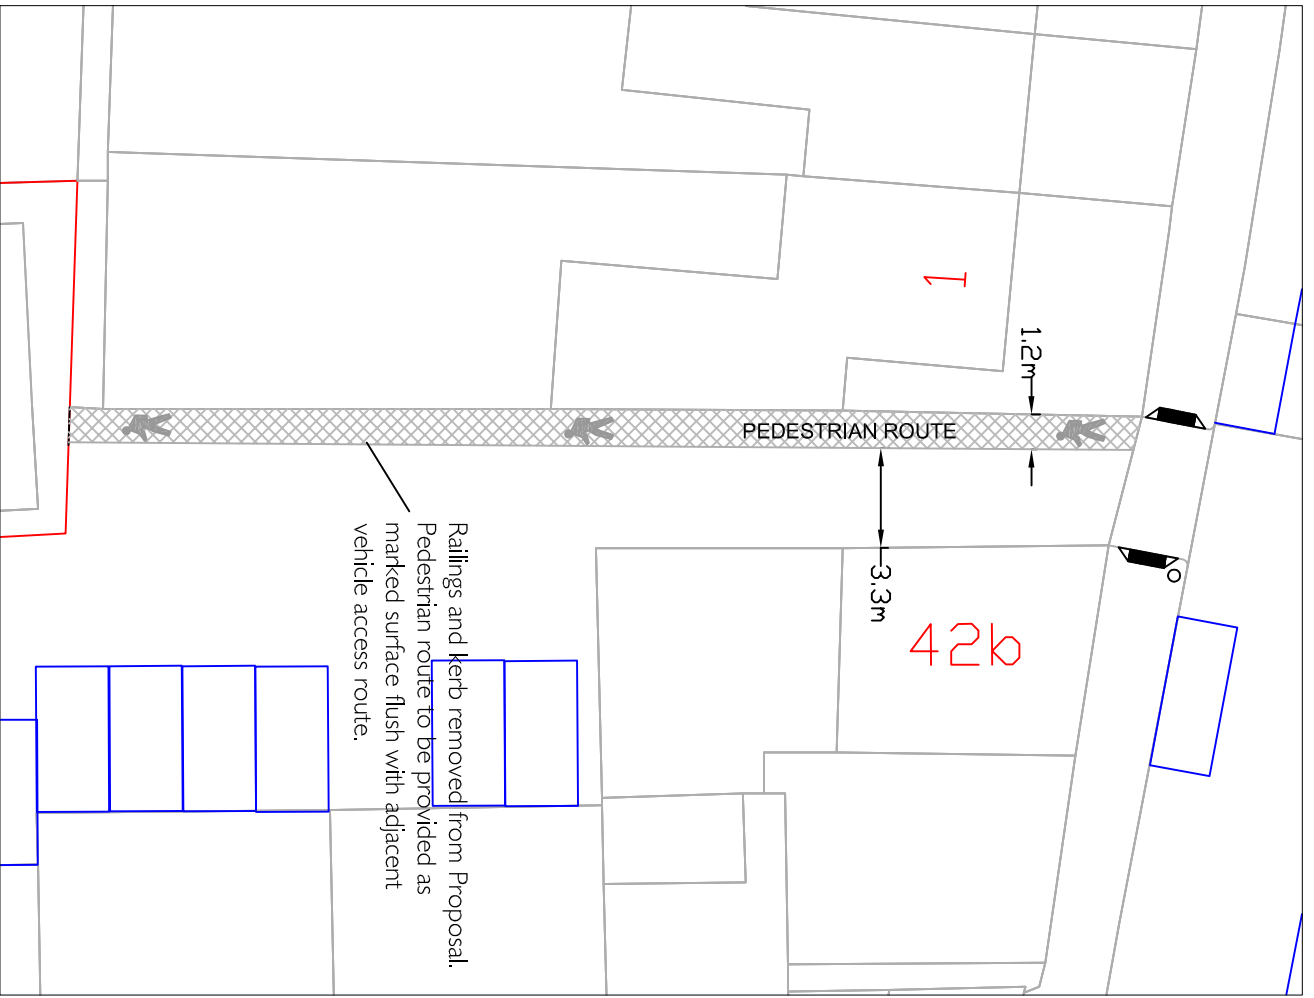 1
1.2m
PEDESTRIAN ROUTE
3.3m
42b
Raillngs and kerb removed from Proposal.
Pedestrian route to be provided as
marked surface flush with adjacent
vehicle access route.